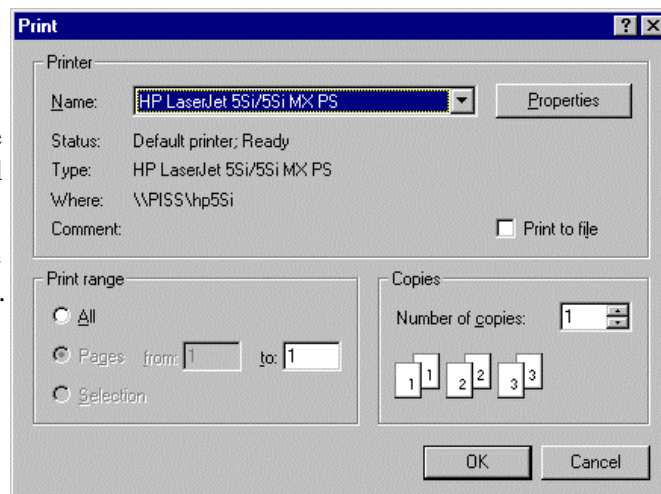 Print
Printer
Name: HP LaserJet 5Si/5Si MX PS Properties
Status: Default printer; Ready
Type: HP LaserJet 5Si/5Si MX PS
Where: \\PISS\hp5Si
Comment: Print to file
Print range
All
Pages from: 1 to: 1
Selection
Copies
Number of copies: 1
1 1 2 2 3 3
OK Cancel